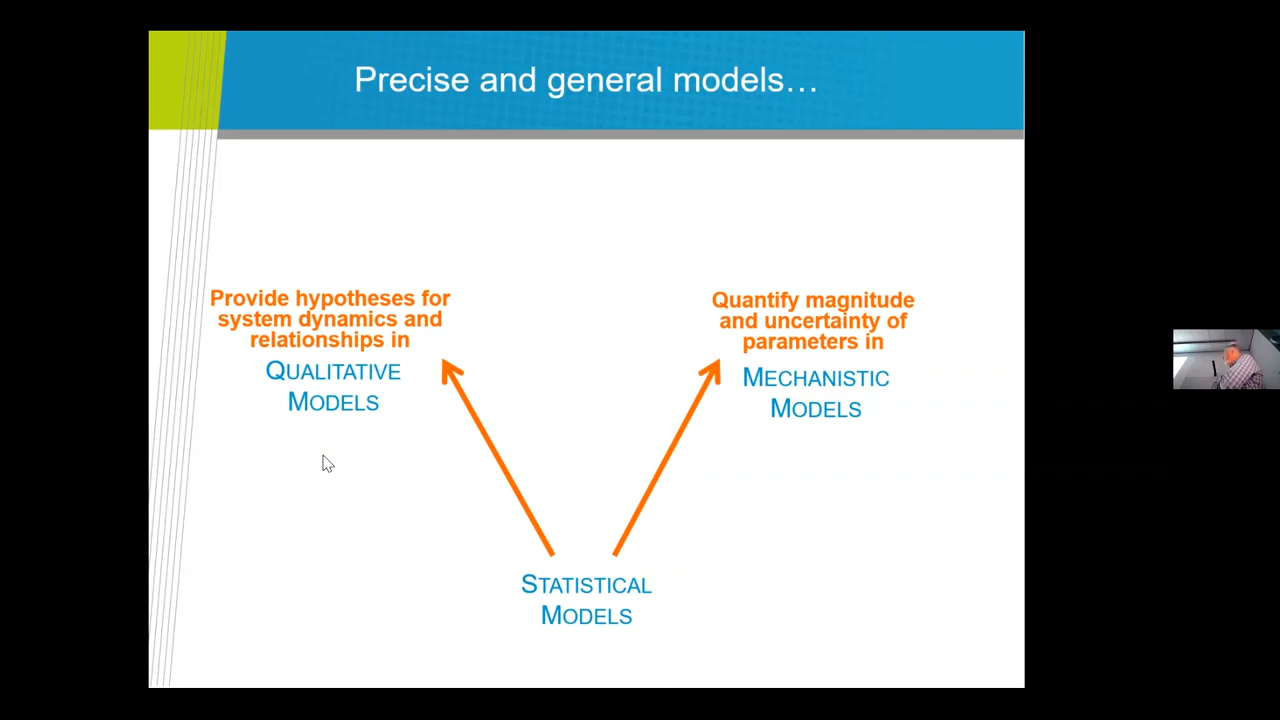 Precise and general models…
Provide hypotheses for
system dynamics and
relationships in
QUALITATIVE
MODELS
Quantify magnitude
and uncertainty of
parameters in
MECHANISTIC
MODELS
STATISTICAL
MODELS